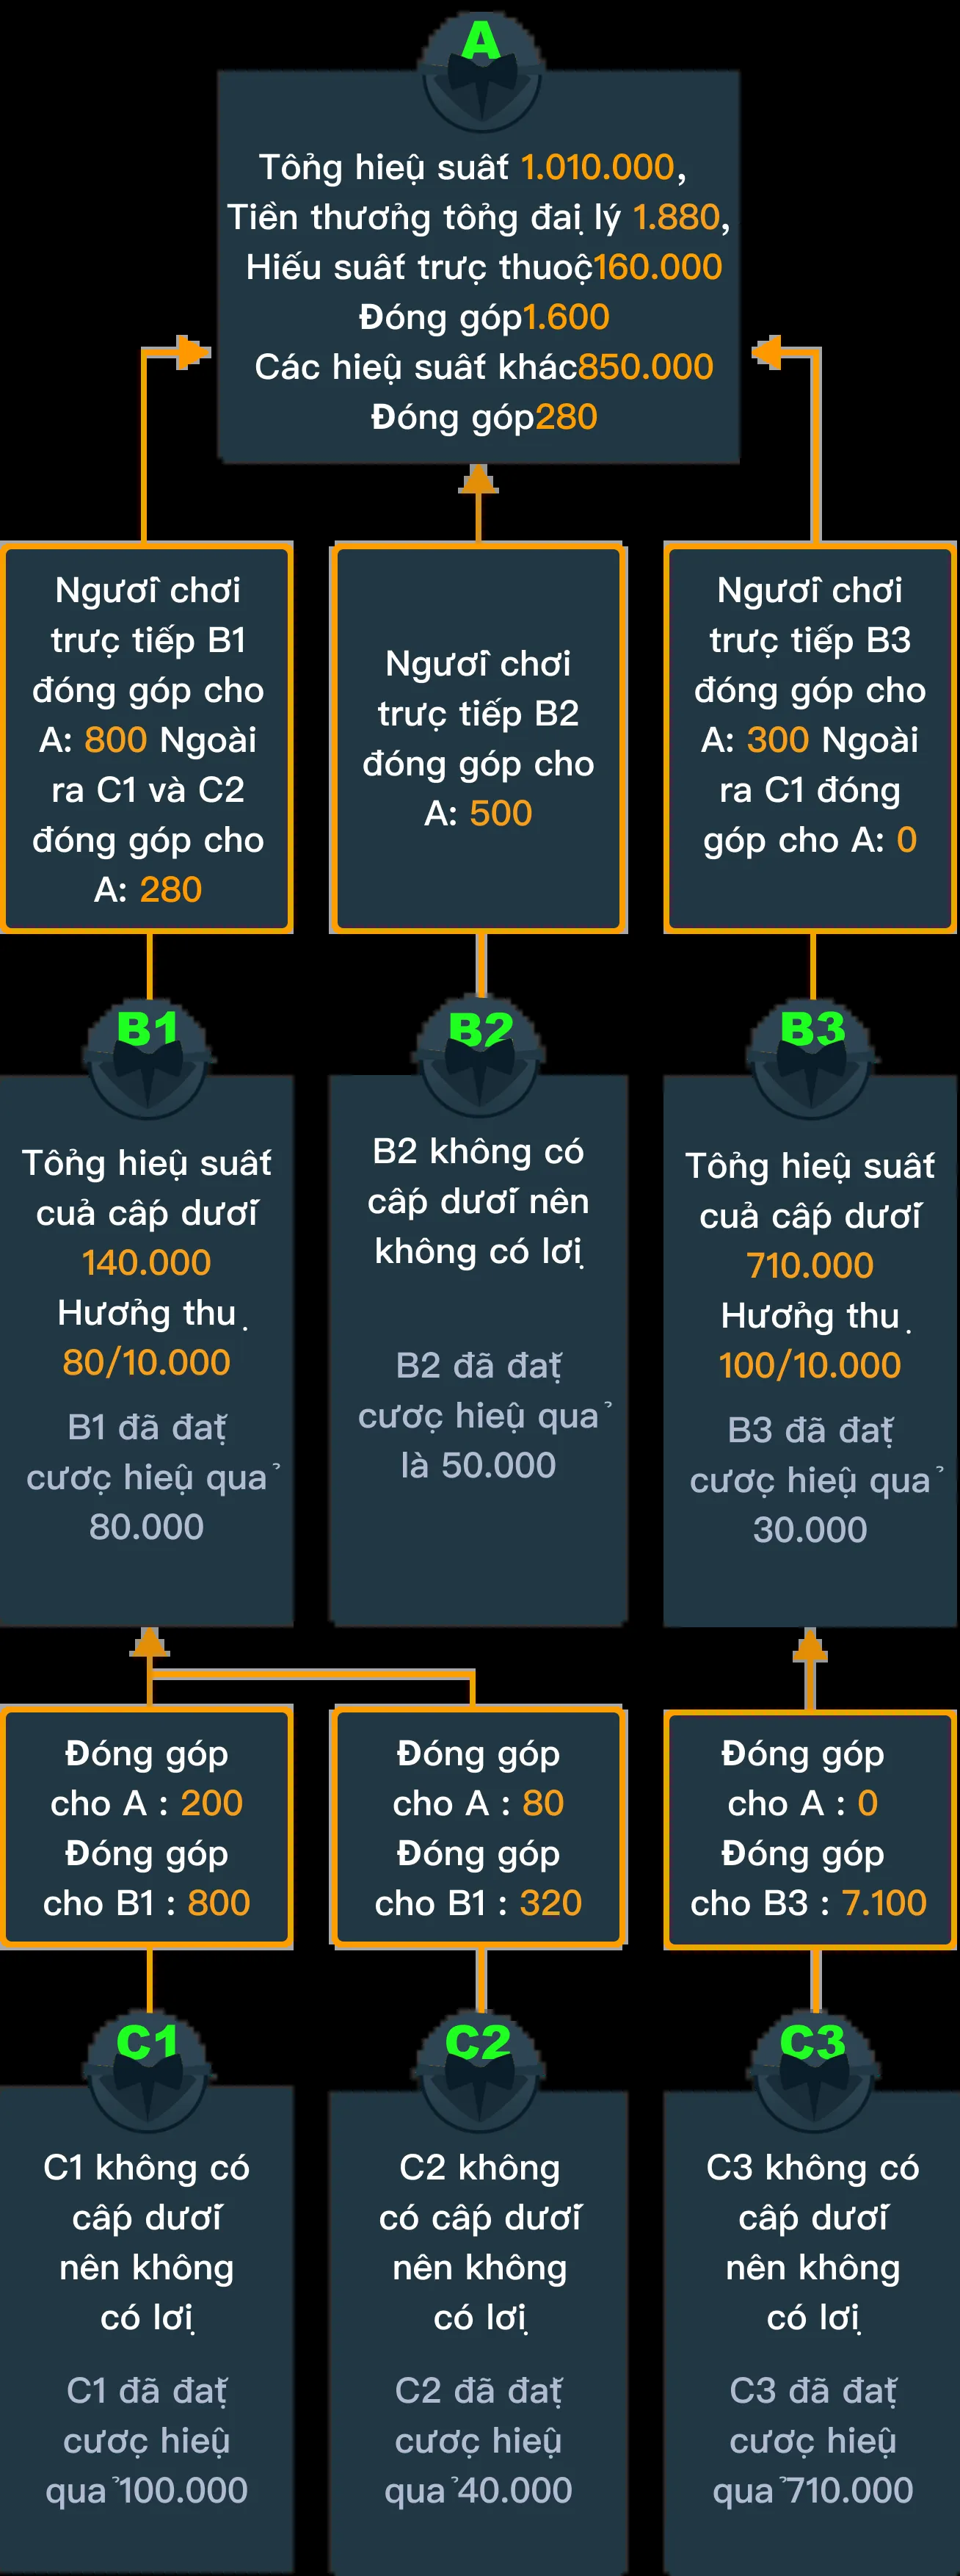 A
Tổng hiệu suất 1.010.000,
Tiền thưởng tổng đại lý 1.880,
Hiếu suất trực thuộc160.000
Đóng góp1.600
Các hiệu suất khác850.000
Đóng góp280
Người chơi
trực tiếp B1
đóng góp cho
A: 800 Ngoài
ra C1 và C2
đóng góp cho
A: 280
Người chơi
trực tiếp B2
đóng góp cho
A: 500
Người chơi
trực tiếp B3
đóng góp cho
A: 300 Ngoài
ra C1 đóng
góp cho A: 0
B1
Tổng hiệu suất
cuả cấp dưới
140.000
Hưởng thụ
80/10.000
B1 đã đặt
cược hiệu quả
80.000
B2
B2 không có
cấp dưới nên
không có lợi
B2 đã đặt
cược hiệu quả
là 50.000
B3
Tổng hiệu suất
cuả cấp dưới
710.000
Hưởng thụ
100/10.000
B3 đã đặt
cược hiệu quả
30.000
Đóng góp
cho A : 200
Đóng góp
cho B1 : 800
Đóng góp
cho A : 80
Đóng góp
cho B1 : 320
Đóng góp
cho A : 0
Đóng góp
cho B3 : 7.100
C1
C1 không có
cấp dưới
nên không
có lợi
C1 đã đặt
cược hiệu
quả 100.000
C2
C2 không
có cấp dưới
nên không
có lợi
C2 đã đặt
cược hiệu
quả 40.000
C3
C3 không có
cấp dưới
nên không
có lợi
C3 đã đặt
cược hiệu
quả 710.000